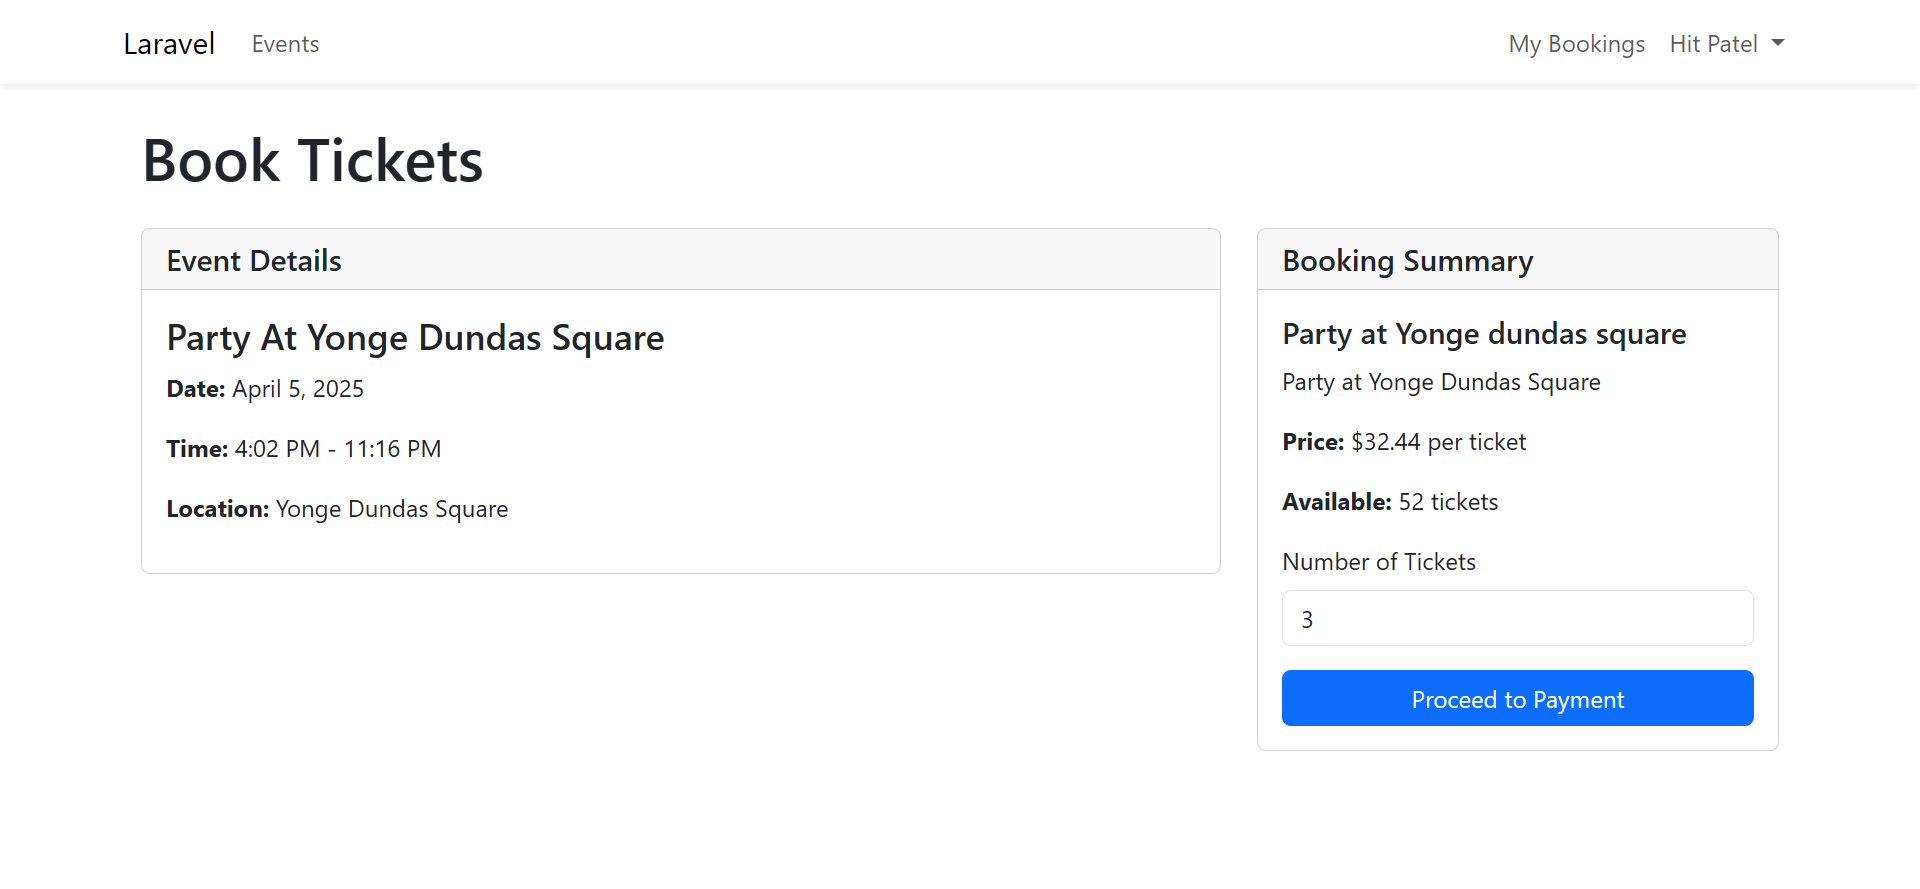 Laravel Events My Bookings Hit Patel
Book Tickets
Event Details
Party At Yonge Dundas Square
Date: April 5, 2025
Time: 4:02 PM - 11:16 PM
Location: Yonge Dundas Square
Booking Summary
Party at Yonge dundas square
Party at Yonge Dundas Square
Price: $32.44 per ticket
Available: 52 tickets
Number of Tickets
3
Proceed to Payment